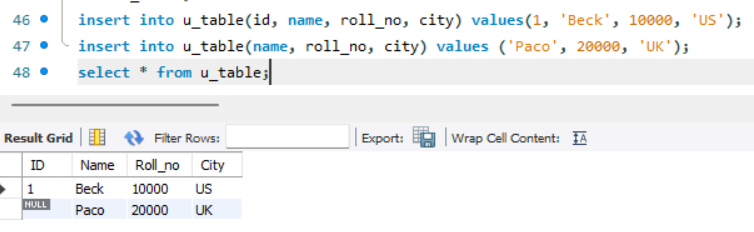 46 insert into u_table(id, name, roll_no, city) values(1, 'Beck', 10000, 'US');
47 insert into u_table(name, roll_no, city) values ('Paco', 20000, 'UK');
48 select * from u_table;
Result Grid Filter Rows: Export: Wrap Cell Content: IA
ID Name Roll_no City
1 Beck 10000 US
NULL Paco 20000 UK